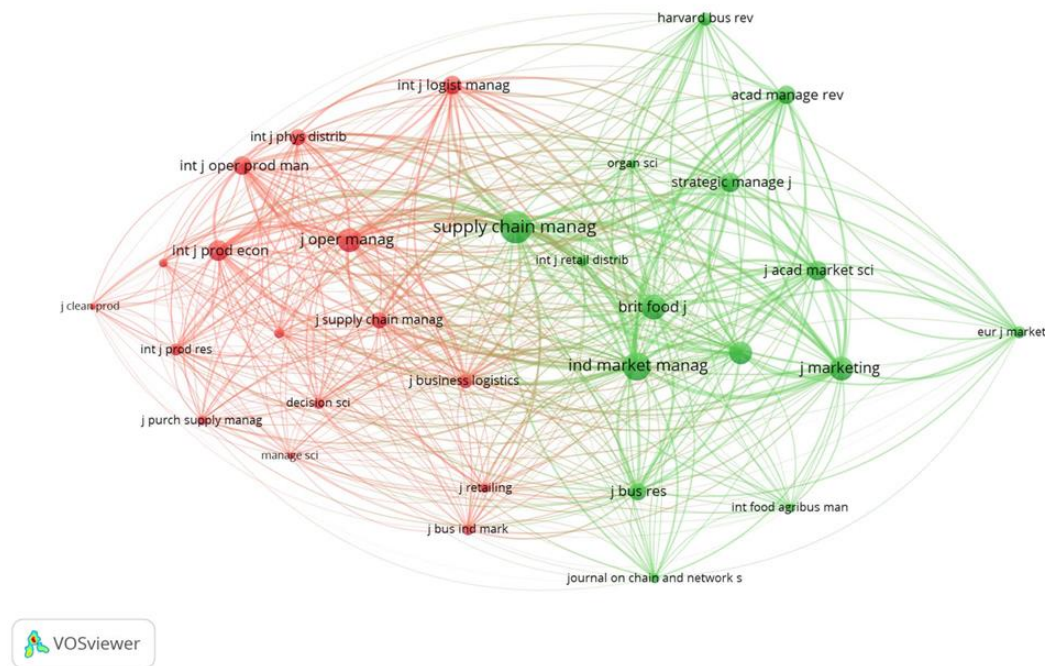 harvard bus rev
int j logist manag
acad manage rev
int j phys distrib
int j oper prod man
organ sci
strategic manage j
supply chain manag
j oper manag
int j prod econ
int j retail distrib
j acad market sci
j clean prod
brit food j
j supply chain manag
eur j market
int j prod res
ind market manag
j marketing
j business logistics
decision sci
j purch supply manag
manage sci
j retailing
j bus res
int food agribus man
j bus ind mark
journal on chain and network s
VOSviewer